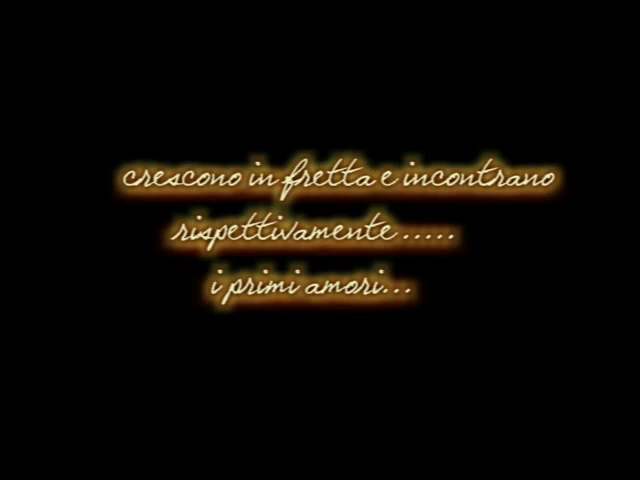 crescono in fretta e incontrano
rispettivamente .....
i primi amori...